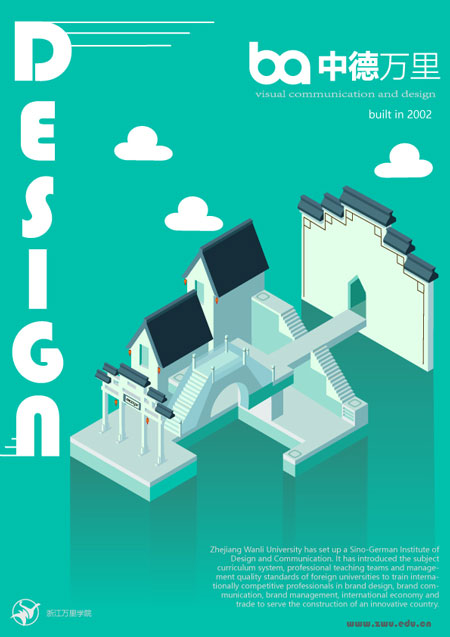 DESIGN
ba 中德万里
visual communication and design
built in 2002
Zhejiang Wanli University has set up a Sino-German Institute of
Design and Communication. It has introduced the subject
curriculum system, professional teaching teams and manage-
ment quality standards of foreign universities to train interna-
tionally competitive professionals in brand design, brand com-
munication, brand management, international economy and
trade to serve the construction of an innovative country.
www.zwu.edu.cn
浙江万里学院